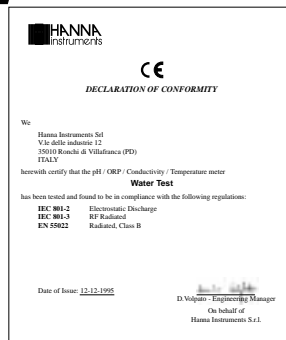 HANNA
instruments
CE
DECLARATION OF CONFORMITY
We
Hanna Instruments Srl
V.le delle industrie 12
35010 Ronchi di Villafranca (PD)
ITALY
herewith certify that the pH / ORP / Conductivity / Temperature meter
Water Test
has been tested and found to be in compliance with the following regulations:
IEC 801-2 Electrostatic Discharge
IEC 801-3 RF Radiated
EN 55022 Radiated, Class B
Date of Issue: 12-12-1995
D.Volpato - Engineering Manager
On behalf of
Hanna Instruments S.r.l.